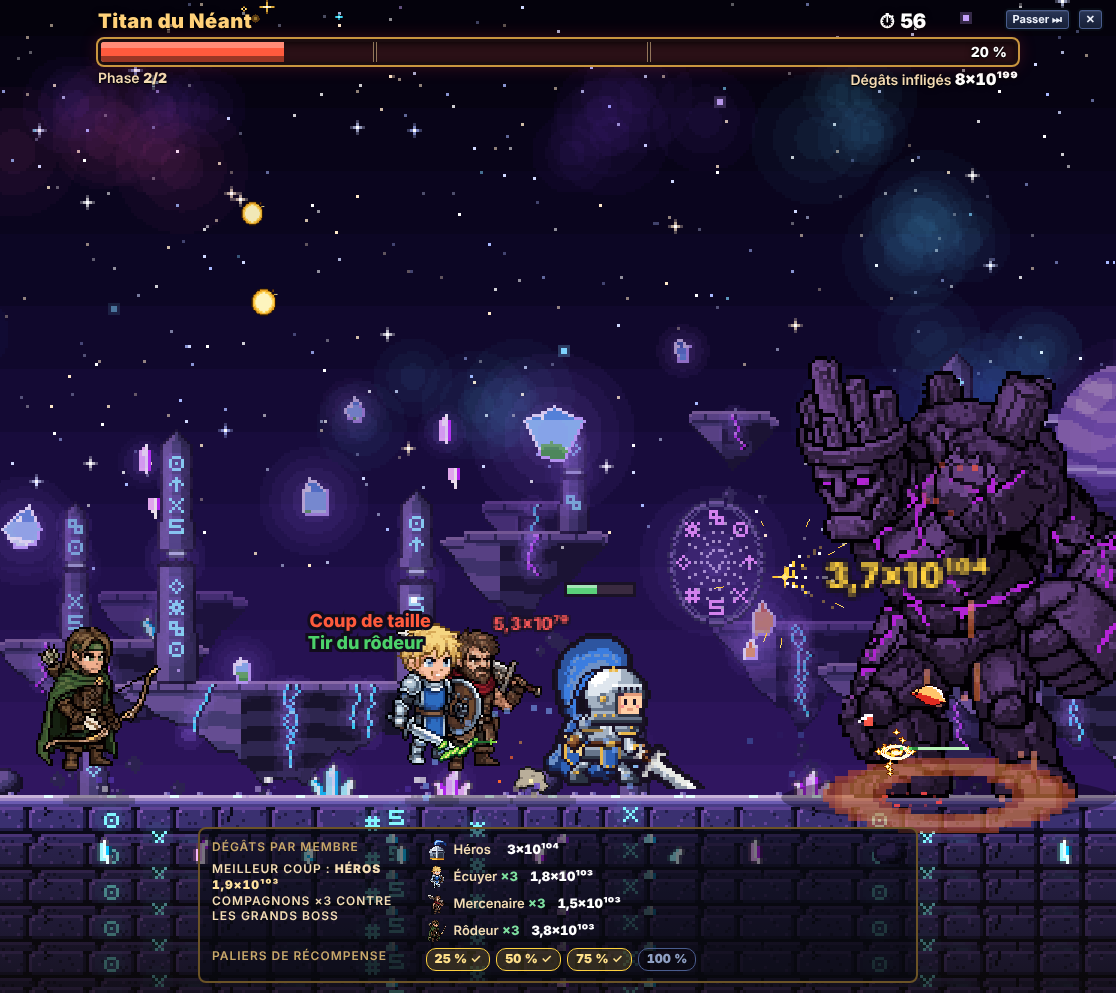 Titan du Néant
⏱ 56
Passer ⏭
✕
20 %
Phase 2/2
Dégâts infligés 8×10¹⁹⁹
3,7×10¹⁰⁴
Coup de taille
5,3×10⁷⁹
Tir du rôdeur
DÉGÂTS PAR MEMBRE
MEILLEUR COUP : HÉROS
1,9×10¹⁰³
COMPAGNONS ×3 CONTRE
LES GRANDS BOSS
Héros 3×10¹⁰⁴
Écuyer ×3 1,8×10¹⁰³
Mercenaire ×3 1,5×10¹⁰³
Rôdeur ×3 3,8×10¹⁰³
PALIERS DE RÉCOMPENSE
25 % ✓ 50 % ✓ 75 % ✓ 100 %